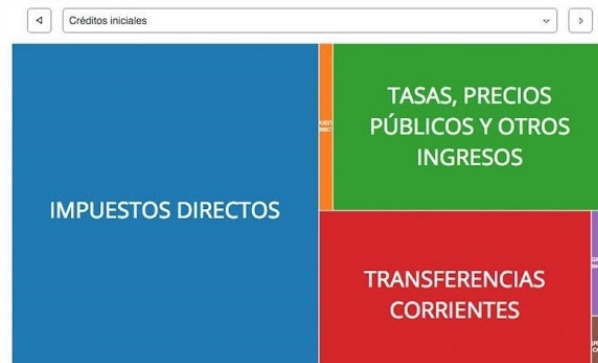 Créditos iniciales
IMPUESTOS DIRECTOS
TASAS, PRECIOS
PÚBLICOS Y OTROS
INGRESOS
TRANSFERENCIAS
CORRIENTES